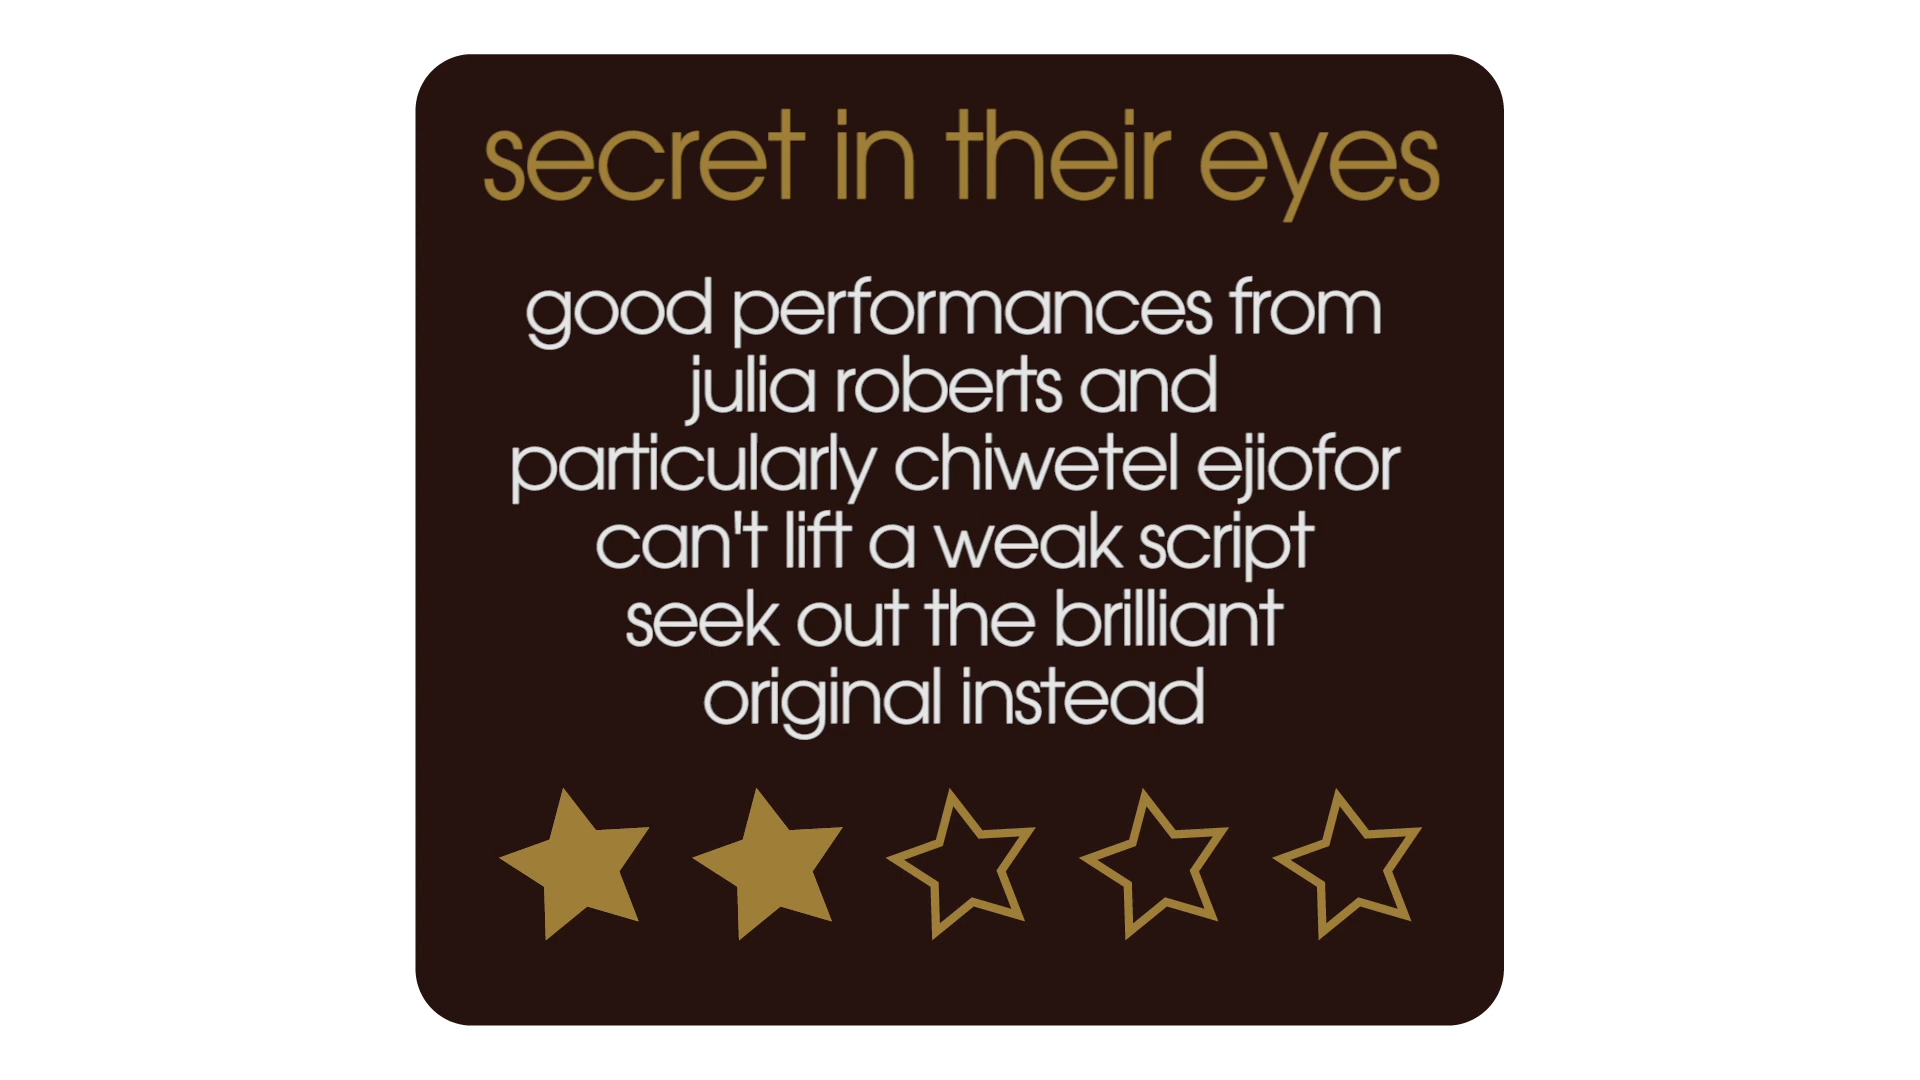 secret in their eyes
good performances from
julia roberts and
particularly chiwetel ejiofor
can't lift a weak script
seek out the brilliant
original instead